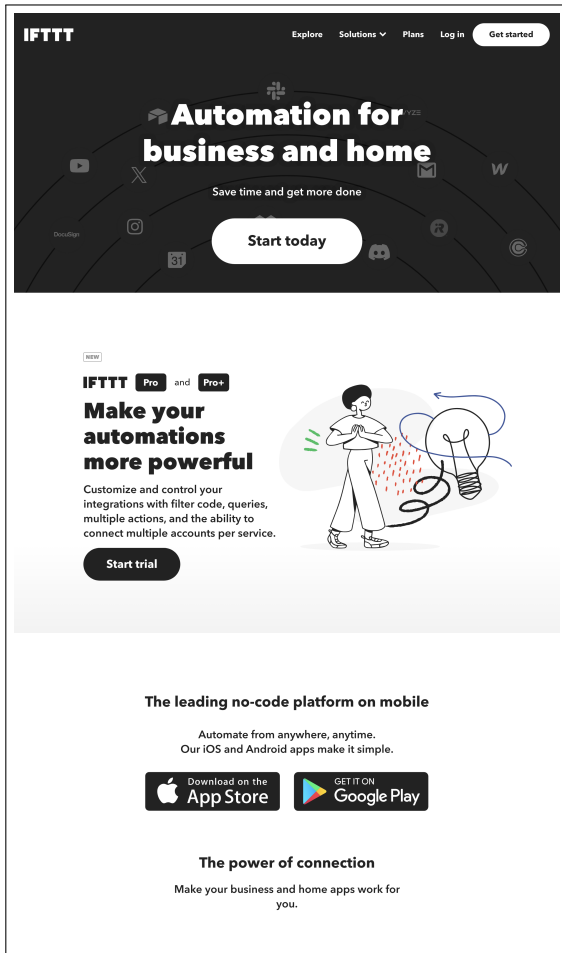 IFTTT
Explore Solutions Plans Log in Get started
Automation for
business and home
Save time and get more done
DocuSign
31
Start today
NEW
IFTTT Pro and Pro+
Make your
automations
more powerful
Customize and control your
integrations with filter code, queries,
multiple actions, and the ability to
connect multiple accounts per service.
Start trial
The leading no-code platform on mobile
Automate from anywhere, anytime.
Our iOS and Android apps make it simple.
Download on the
App Store
GET IT ON
Google Play
The power of connection
Make your business and home apps work for
you.